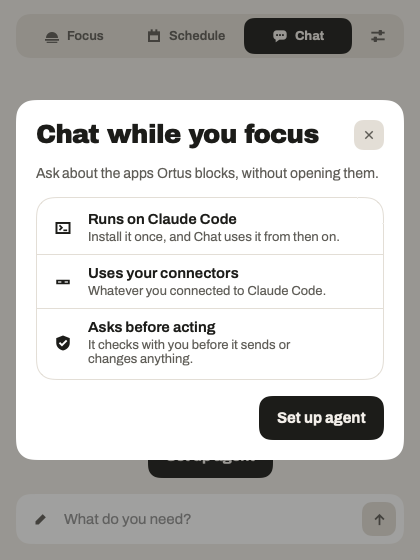 Focus
Schedule
Chat
Chat while you focus
Ask about the apps Ortus blocks, without opening them.
Runs on Claude Code
Install it once, and Chat uses it from then on.
Uses your connectors
Whatever you connected to Claude Code.
Asks before acting
It checks with you before it sends or
changes anything.
Set up agent
Set up agent
What do you need?